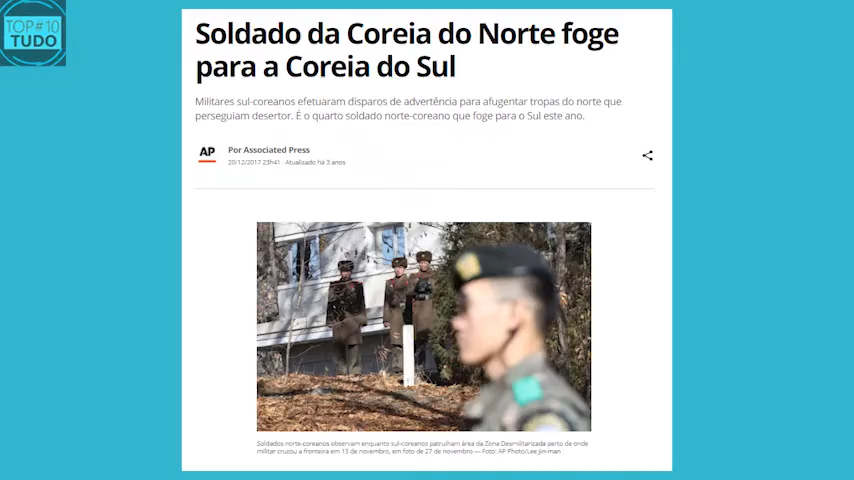 TOP#10
TUDO
Soldado da Coreia do Norte foge
para a Coreia do Sul
Militares sul-coreanos efetuaram disparos de advertência para afugentar tropas do norte que
perseguiam desertor. É o quarto soldado norte-coreano que foge para o Sul este ano.
AP
Por Associated Press
20/12/2017 23h41 · Atualizado há 3 anos
Soldados norte-coreanos observam enquanto sul-coreanos patrulham área da Zona Desmilitarizada perto de onde
militar cruzou a fronteira em 13 de novembro, em foto de 27 de novembro — Foto: AP Photo/Lee Jin-man